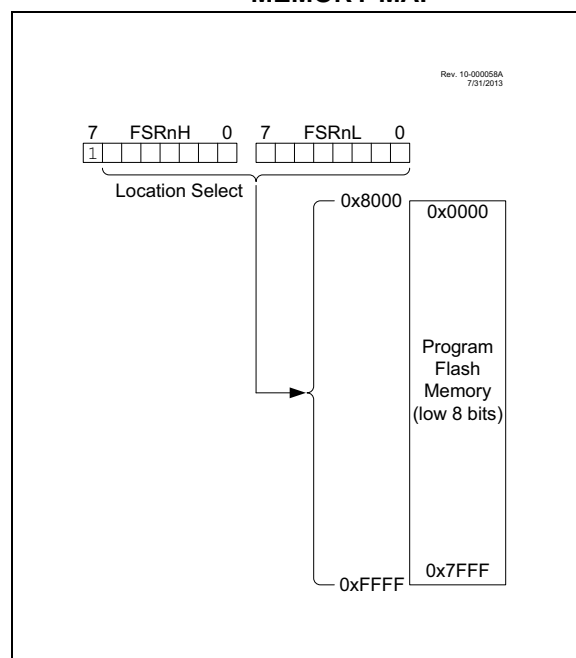 MEMORY MAP
Rev. 10-000058A
7/31/2013
7 FSRnH 0 7 FSRnL 0
1
Location Select
0x8000
0x0000
Program
Flash
Memory
(low 8 bits)
0x7FFF
0xFFFF